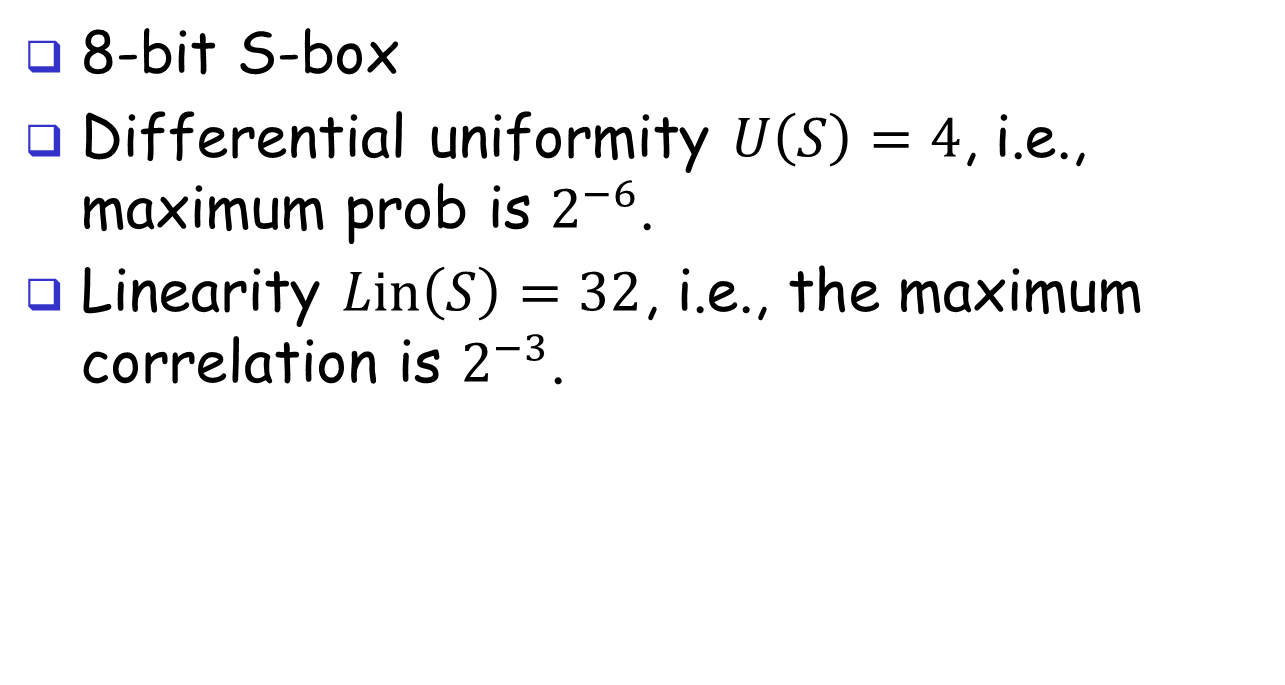 ❑ 8-bit S-box
❑ Differential uniformity U(S) = 4, i.e.,
maximum prob is 2⁻⁶.
❑ Linearity Lin(S) = 32, i.e., the maximum
correlation is 2⁻³.